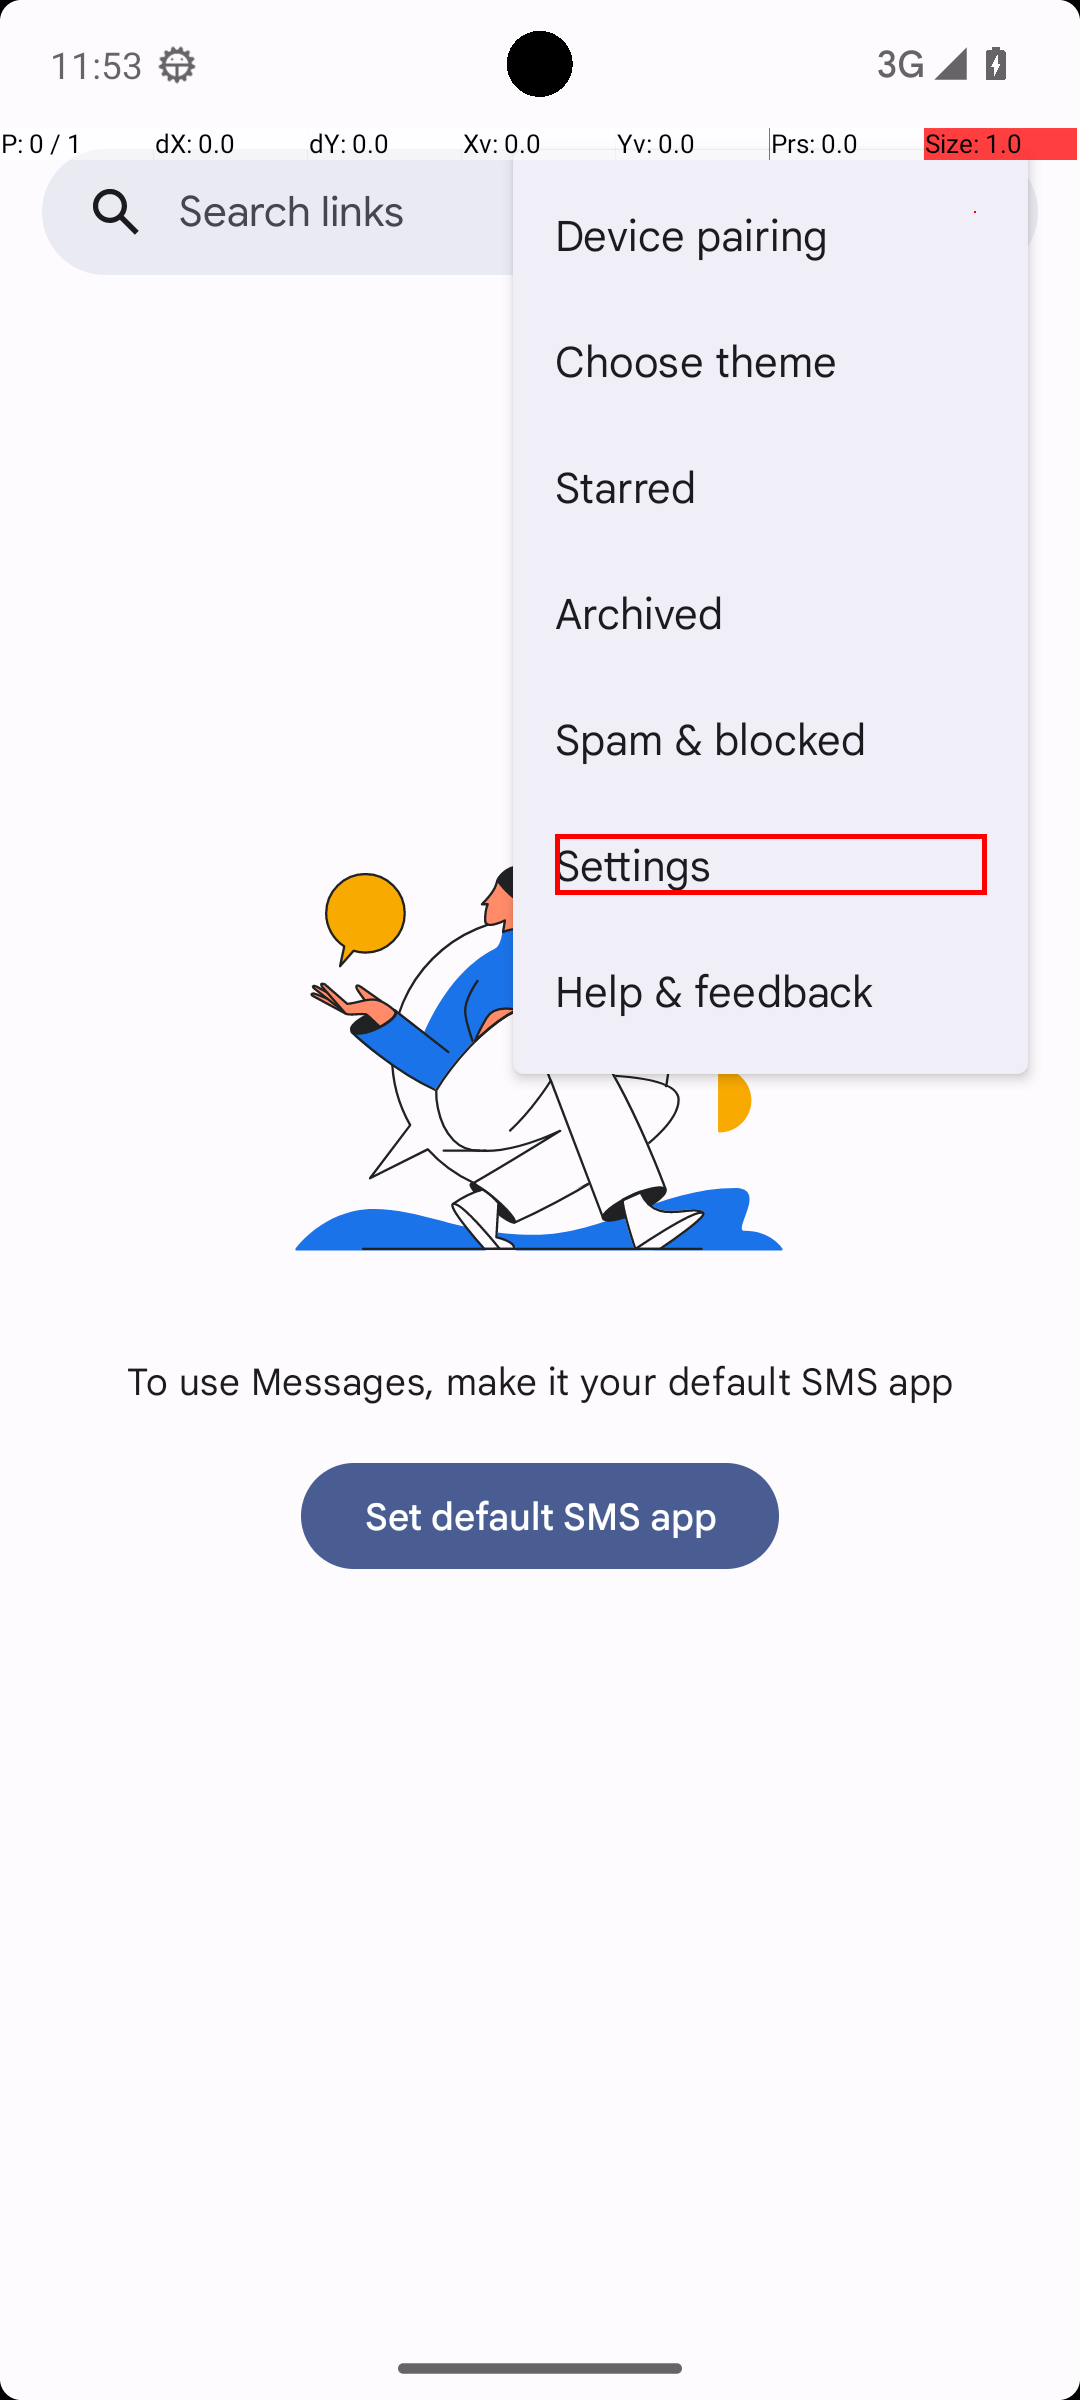 11:53
3G
P: 0 / 1 dX: 0.0 dY: 0.0 Xv: 0.0 Yv: 0.0 Prs: 0.0 Size: 1.0
Search links
Device pairing
Choose theme
Starred
Archived
Spam & blocked
Settings
Help & feedback
To use Messages, make it your default SMS app
Set default SMS app